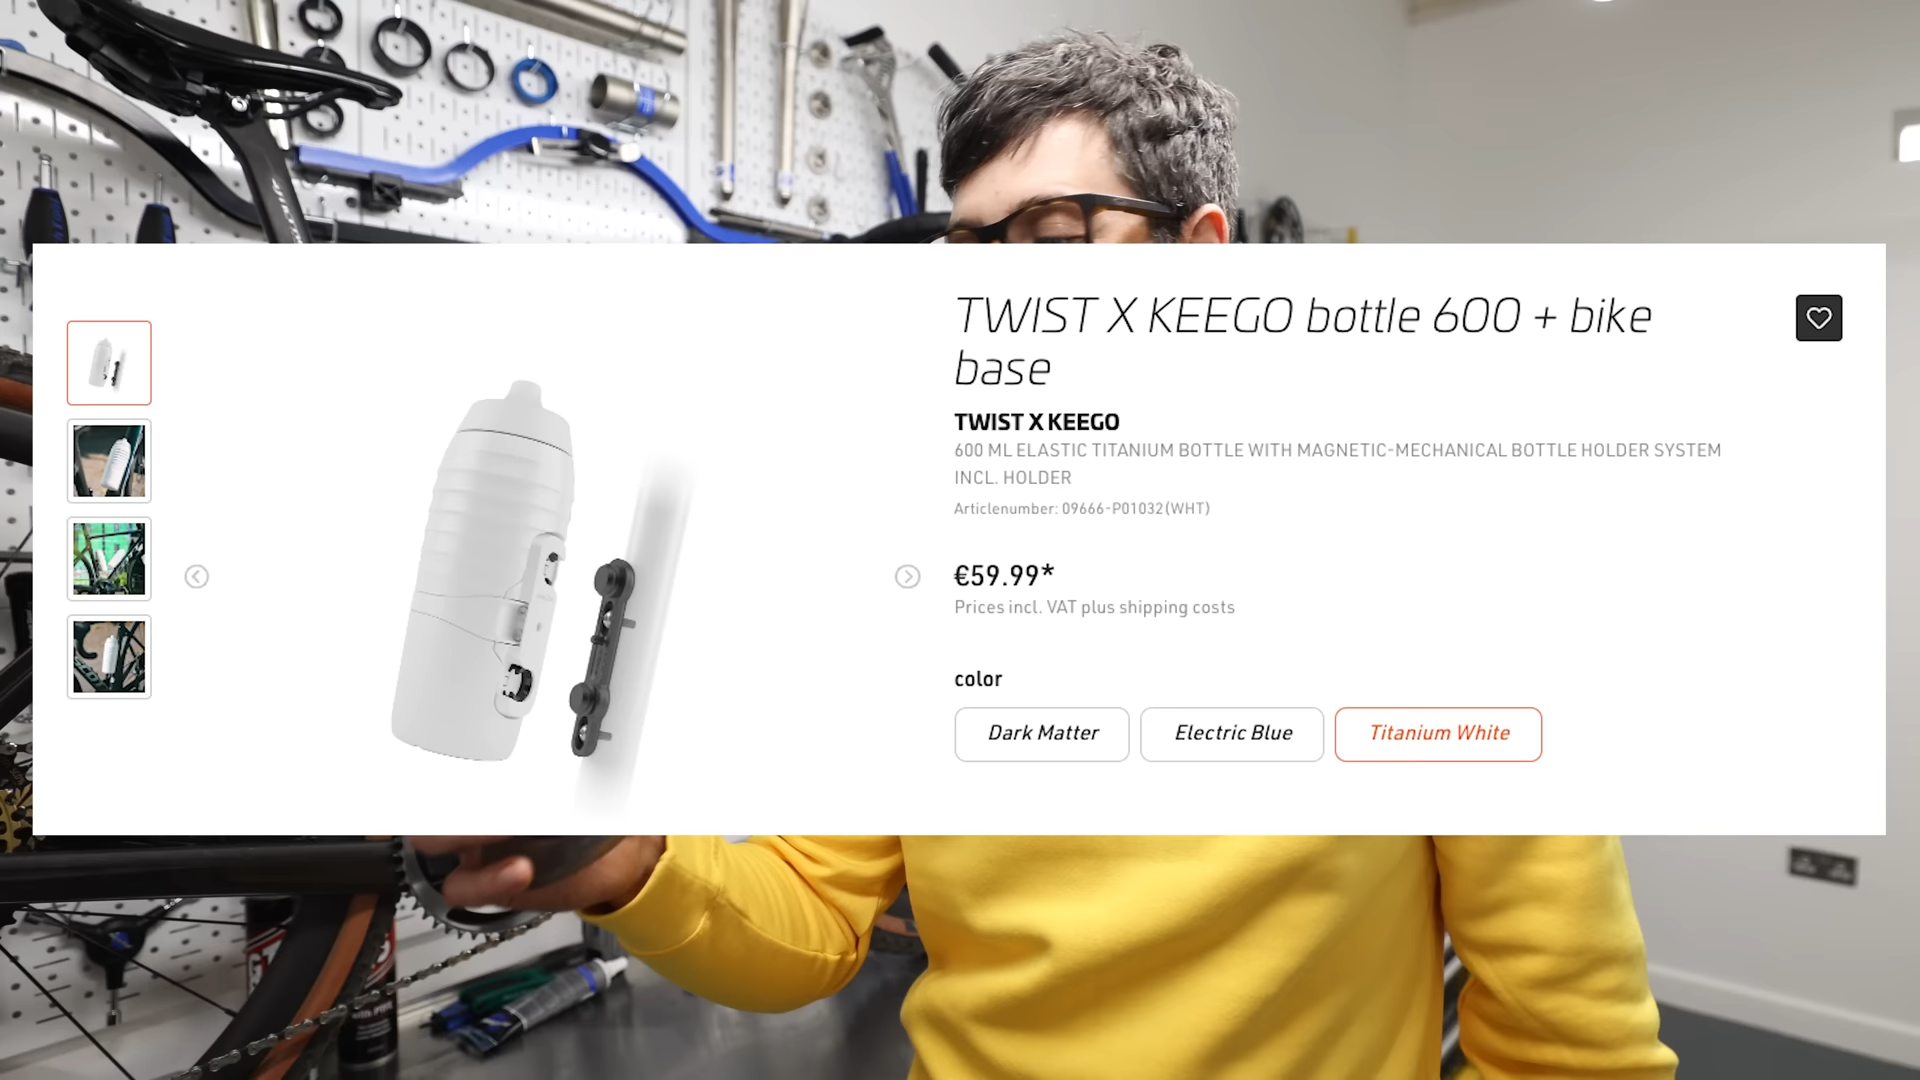 TWIST X KEEGO bottle 600 + bike
base
TWIST X KEEGO
600 ML ELASTIC TITANIUM BOTTLE WITH MAGNETIC-MECHANICAL BOTTLE HOLDER SYSTEM
INCL. HOLDER
Articlenumber: 09666-P01032(WHT)
€59.99*
Prices incl. VAT plus shipping costs
color
Dark Matter
Electric Blue
Titanium White